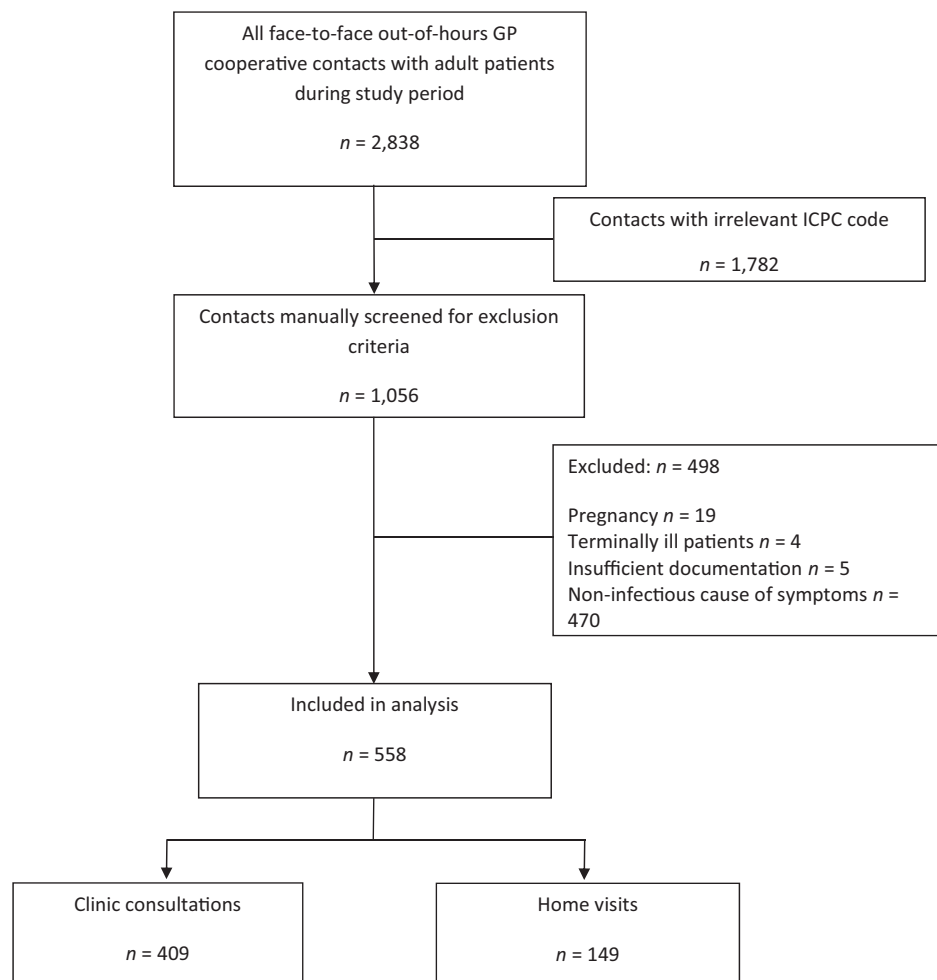 All face-to-face out-of-hours GP
cooperative contacts with adult patients
during study period
n = 2,838
Contacts with irrelevant ICPC code
n = 1,782
Contacts manually screened for exclusion
criteria
n = 1,056
Excluded: n = 498
Pregnancy n = 19
Terminally ill patients n = 4
Insufficient documentation n = 5
Non-infectious cause of symptoms n =
470
Included in analysis
n = 558
Clinic consultations
n = 409
Home visits
n = 149